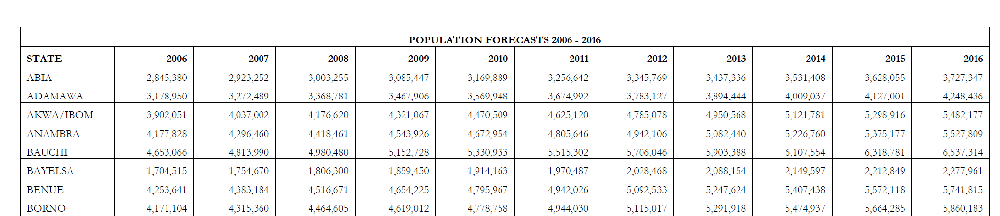 POPULATION FORECASTS 2006 - 2016
STATE 2006 2007 2008 2009 2010 2011 2012 2013 2014 2015 2016
ABIA 2,845,380 2,923,252 3,003,255 3,085,447 3,169,889 3,256,642 3,345,769 3,437,336 3,531,408 3,628,055 3,727,347
ADAMAWA 3,178,950 3,272,489 3,368,781 3,467,906 3,569,948 3,674,992 3,783,127 3,894,444 4,009,037 4,127,001 4,248,436
AKWA/IBOM 3,902,051 4,037,002 4,176,620 4,321,067 4,470,509 4,625,120 4,785,078 4,950,568 5,121,781 5,298,916 5,482,177
ANAMBRA 4,177,828 4,296,460 4,418,461 4,543,926 4,672,954 4,805,646 4,942,106 5,082,440 5,226,760 5,375,177 5,527,809
BAUCHI 4,653,066 4,813,990 4,980,480 5,152,728 5,330,933 5,515,302 5,706,046 5,903,388 6,107,554 6,318,781 6,537,314
BAYELSA 1,704,515 1,754,670 1,806,300 1,859,450 1,914,163 1,970,487 2,028,468 2,088,154 2,149,597 2,212,849 2,277,961
BENUE 4,253,641 4,383,184 4,516,671 4,654,225 4,795,967 4,942,026 5,092,533 5,247,624 5,407,438 5,572,118 5,741,815
BORNO 4,171,104 4,315,360 4,464,605 4,619,012 4,778,758 4,944,030 5,115,017 5,291,918 5,474,937 5,664,285 5,860,183